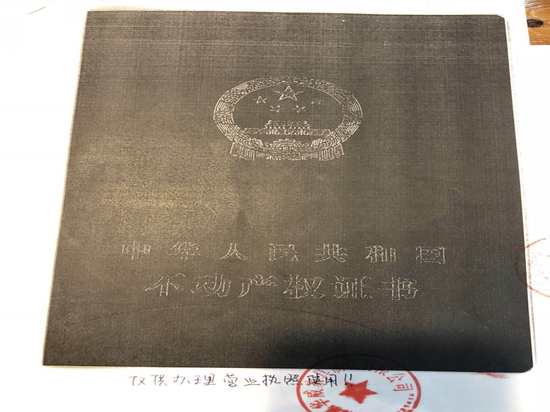 中华人民共和国
不动产权证书
仅供办理营业执照使用!!